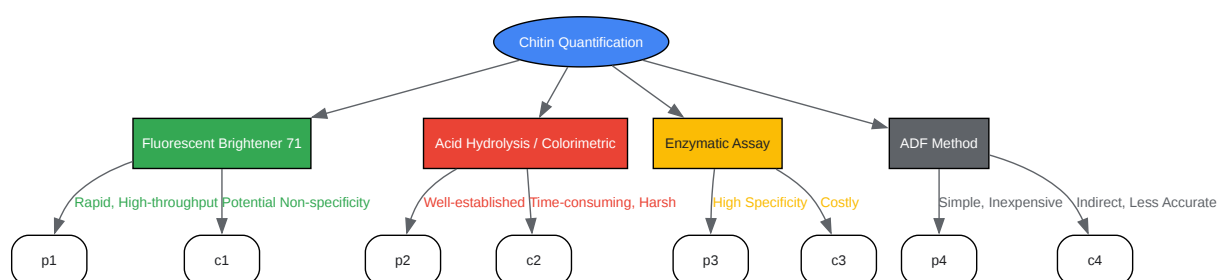 Chitin Quantification
Fluorescent Brightener 71
Acid Hydrolysis / Colorimetric
Enzymatic Assay
ADF Method
Rapid, High-throughput
Potential Non-specificity
Well-established
Time-consuming, Harsh
High Specificity
Costly
Simple, Inexpensive
Indirect, Less Accurate
p1
c1
p2
c2
p3
c3
p4
c4